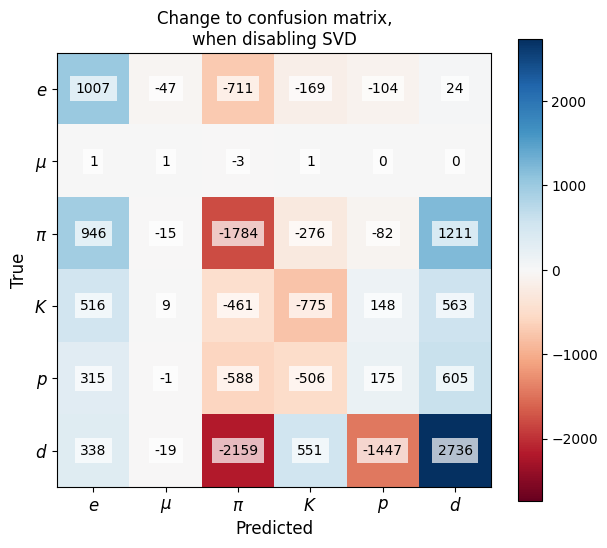 Change to confusion matrix,
when disabling SVD
e 1007 -47 -711 -169 -104 24
μ 1 1 -3 1 0 0
π 946 -15 -1784 -276 -82 1211
K 516 9 -461 -775 148 563
p 315 -1 -588 -506 175 605
d 338 -19 -2159 551 -1447 2736
e μ π K p d
True
Predicted
2000
1000
0
−1000
−2000